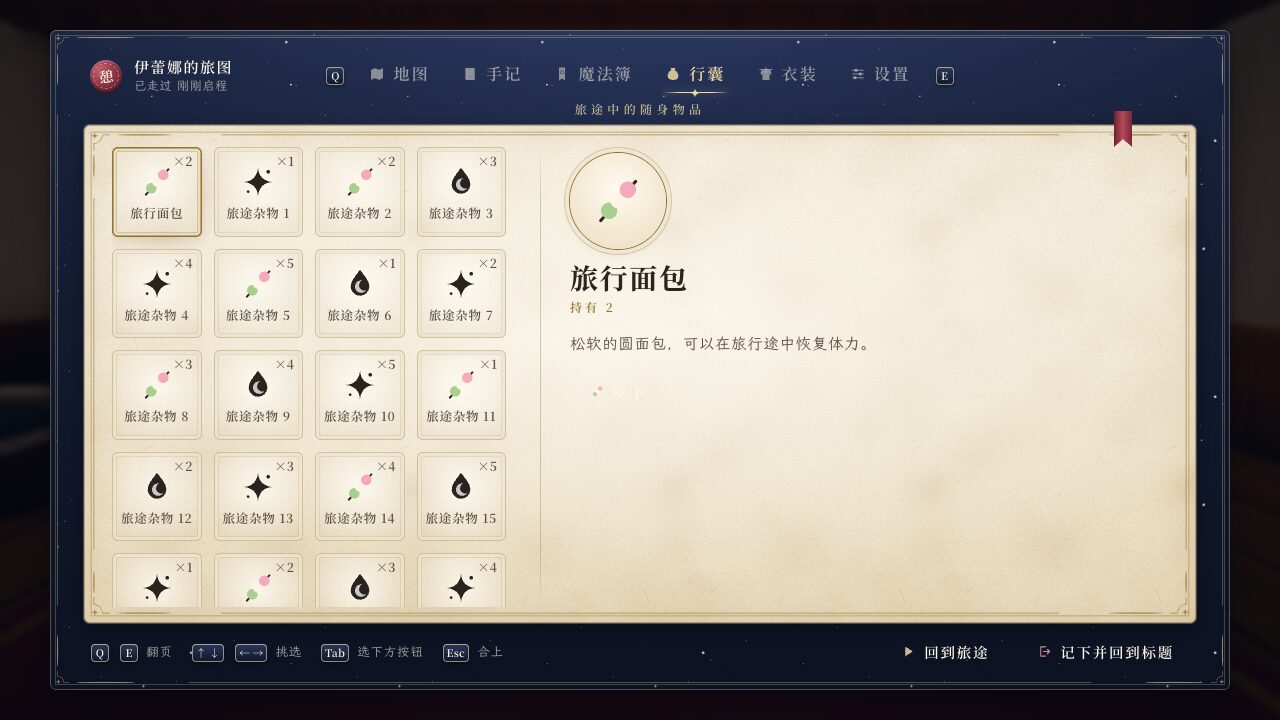 憩
伊蕾娜的旅图
已走过 刚刚启程
Q 地图 手记 魔法簿 行囊 衣装 设置 E
旅途中的随身物品
×2 旅行面包
×1 旅途杂物 1
×2 旅途杂物 2
×3 旅途杂物 3
×4 旅途杂物 4
×5 旅途杂物 5
×1 旅途杂物 6
×2 旅途杂物 7
×3 旅途杂物 8
×4 旅途杂物 9
×5 旅途杂物 10
×1 旅途杂物 11
×2 旅途杂物 12
×3 旅途杂物 13
×4 旅途杂物 14
×5 旅途杂物 15
×1
×2
×3
×4
旅行面包
持有 2
松软的圆面包，可以在旅行途中恢复体力。
吃下
Q E 翻页 ↑ ↓ ← → 挑选 Tab 选下方按钮 Esc 合上
回到旅途
记下并回到标题